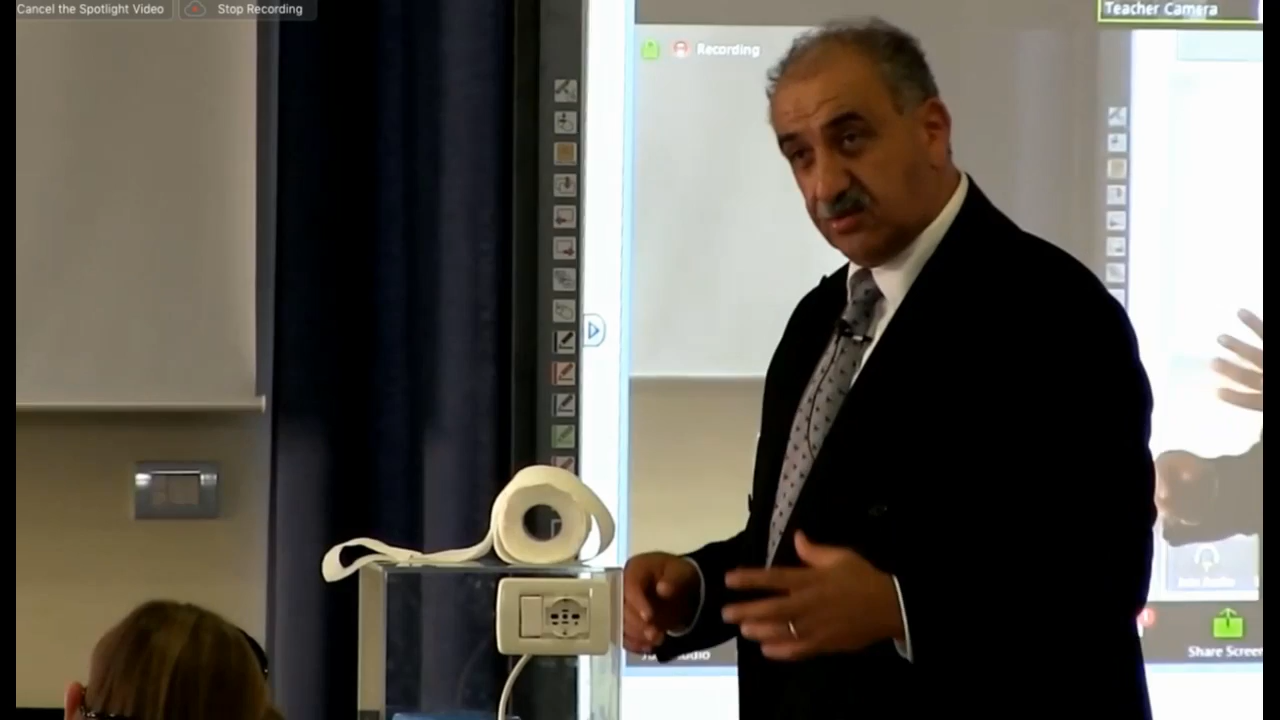 Cancel the Spotlight Video
Stop Recording
Teacher Camera
Recording
Share Screen